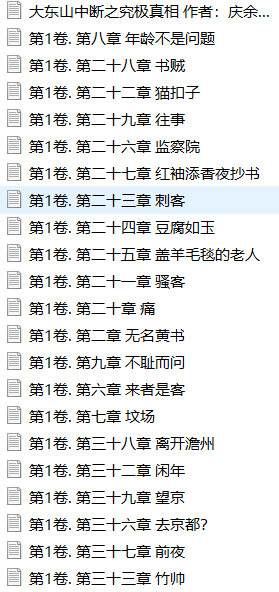 大东山中断之究极真相 作者：庆余...
第1卷. 第八章 年龄不是问题
第1卷. 第二十八章 书贼
第1卷. 第二十二章 猫扣子
第1卷. 第二十九章 往事
第1卷. 第二十六章 监察院
第1卷. 第二十七章 红袖添香夜抄书
第1卷. 第二十三章 刺客
第1卷. 第二十四章 豆腐如玉
第1卷. 第二十五章 盖羊毛毯的老人
第1卷. 第二十一章 骚客
第1卷. 第二十章 痛
第1卷. 第二章 无名黄书
第1卷. 第九章 不耻而问
第1卷. 第六章 来者是客
第1卷. 第七章 坟场
第1卷. 第三十八章 离开澹州
第1卷. 第三十二章 闲年
第1卷. 第三十九章 望京
第1卷. 第三十六章 去京都？
第1卷. 第三十七章 前夜
第1卷. 第三十三章 竹帅